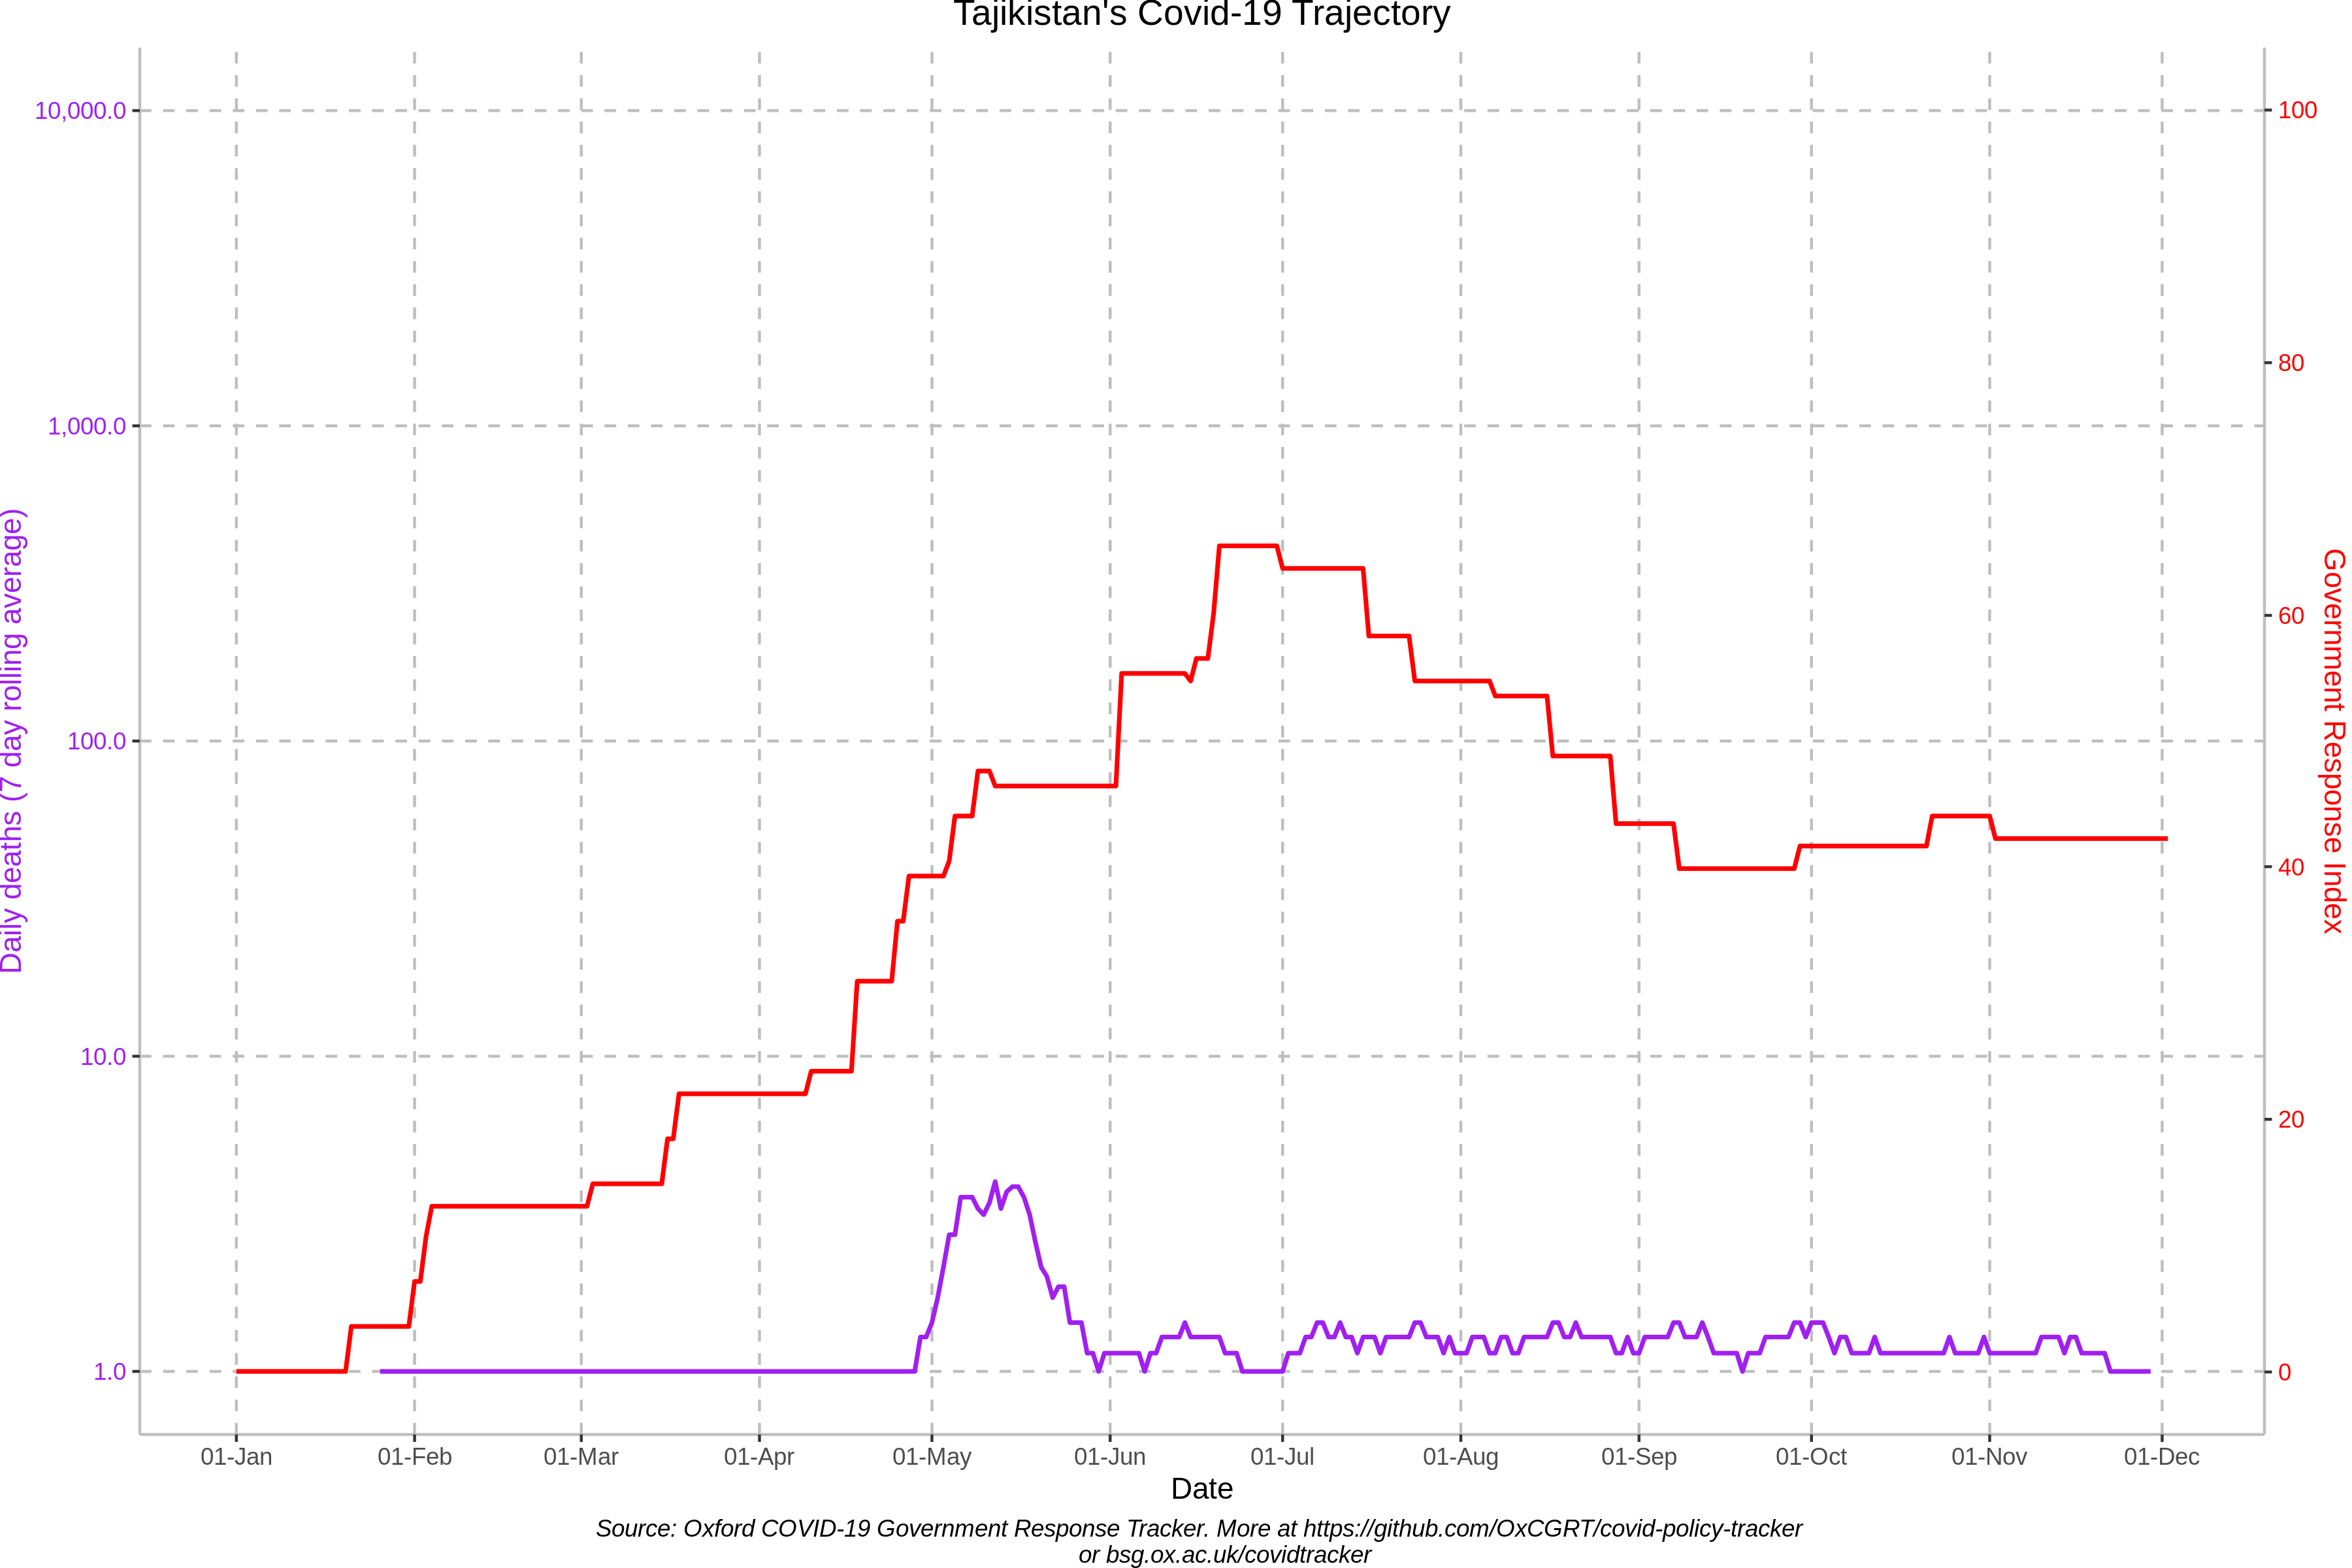 Tajikistan's Covid-19 Trajectory
10,000.0
1,000.0
100.0
10.0
1.0
Daily deaths (7 day rolling average)
100
80
60
40
20
0
Government Response Index
01-Jan 01-Feb 01-Mar 01-Apr 01-May 01-Jun 01-Jul 01-Aug 01-Sep 01-Oct 01-Nov 01-Dec
Date
Source: Oxford COVID-19 Government Response Tracker. More at https://github.com/OxCGRT/covid-policy-tracker
or bsg.ox.ac.uk/covidtracker